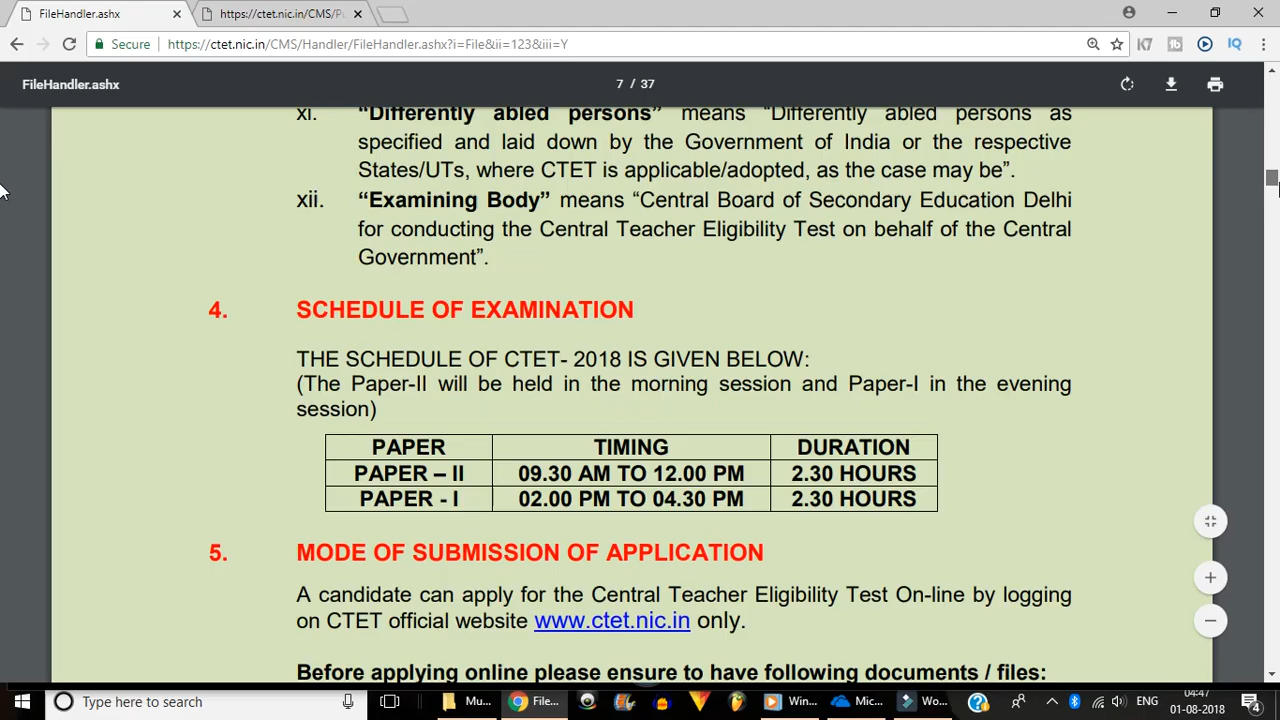 FileHandler.ashx
https://ctet.nic.in/CMS/Pu
Secure
https://ctet.nic.in/CMS/Handler/FileHandler.ashx?i=File&ii=123&iii=Y
FileHandler.ashx
7 / 37
xi. “Differently abled persons” means “Differently abled persons as
specified and laid down by the Government of India or the respective
States/UTs, where CTET is applicable/adopted, as the case may be”.
xii. “Examining Body” means “Central Board of Secondary Education Delhi
for conducting the Central Teacher Eligibility Test on behalf of the Central
Government”.
4. SCHEDULE OF EXAMINATION
THE SCHEDULE OF CTET- 2018 IS GIVEN BELOW:
(The Paper-II will be held in the morning session and Paper-I in the evening
session)
PAPER TIMING DURATION
PAPER – II 09.30 AM TO 12.00 PM 2.30 HOURS
PAPER - I 02.00 PM TO 04.30 PM 2.30 HOURS
5. MODE OF SUBMISSION OF APPLICATION
A candidate can apply for the Central Teacher Eligibility Test On-line by logging
on CTET official website www.ctet.nic.in only.
Before applying online please ensure to have following documents / files:
Type here to search
Mu...
File...
Win...
Mic...
Wo...
ENG
04:47
01-08-2018
4